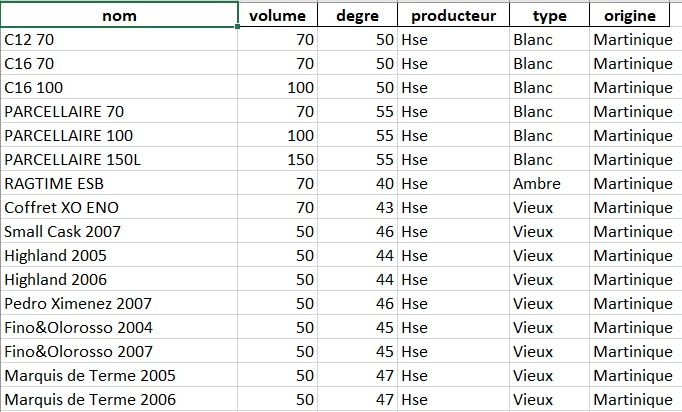 nom volume degre producteur type origine
C12 70 70 50 Hse Blanc Martinique
C16 70 70 50 Hse Blanc Martinique
C16 100 100 50 Hse Blanc Martinique
PARCELLAIRE 70 70 55 Hse Blanc Martinique
PARCELLAIRE 100 100 55 Hse Blanc Martinique
PARCELLAIRE 150L 150 55 Hse Blanc Martinique
RAGTIME ESB 70 40 Hse Ambre Martinique
Coffret XO ENO 70 43 Hse Vieux Martinique
Small Cask 2007 50 46 Hse Vieux Martinique
Highland 2005 50 44 Hse Vieux Martinique
Highland 2006 50 44 Hse Vieux Martinique
Pedro Ximenez 2007 50 46 Hse Vieux Martinique
Fino&Olorosso 2004 50 45 Hse Vieux Martinique
Fino&Olorosso 2007 50 45 Hse Vieux Martinique
Marquis de Terme 2005 50 47 Hse Vieux Martinique
Marquis de Terme 2006 50 47 Hse Vieux Martinique